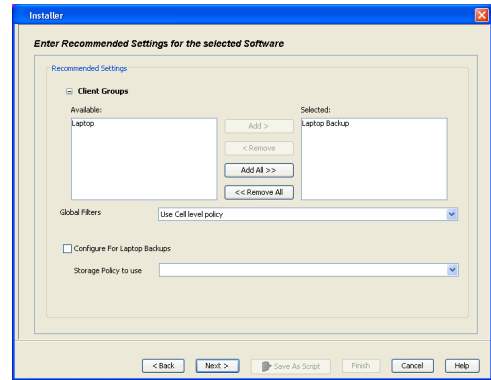 Installer
Enter Recommended Settings for the selected Software
Recommended Settings
Client Groups
Available:
Selected:
Laptop
Laptop Backup
Add >
< Remove
Add All >>
<< Remove All
Global Filters
Use Cell level policy
Configure For Laptop Backups
Storage Policy to use
< Back
Next >
Save As Script
Finish
Cancel
Help